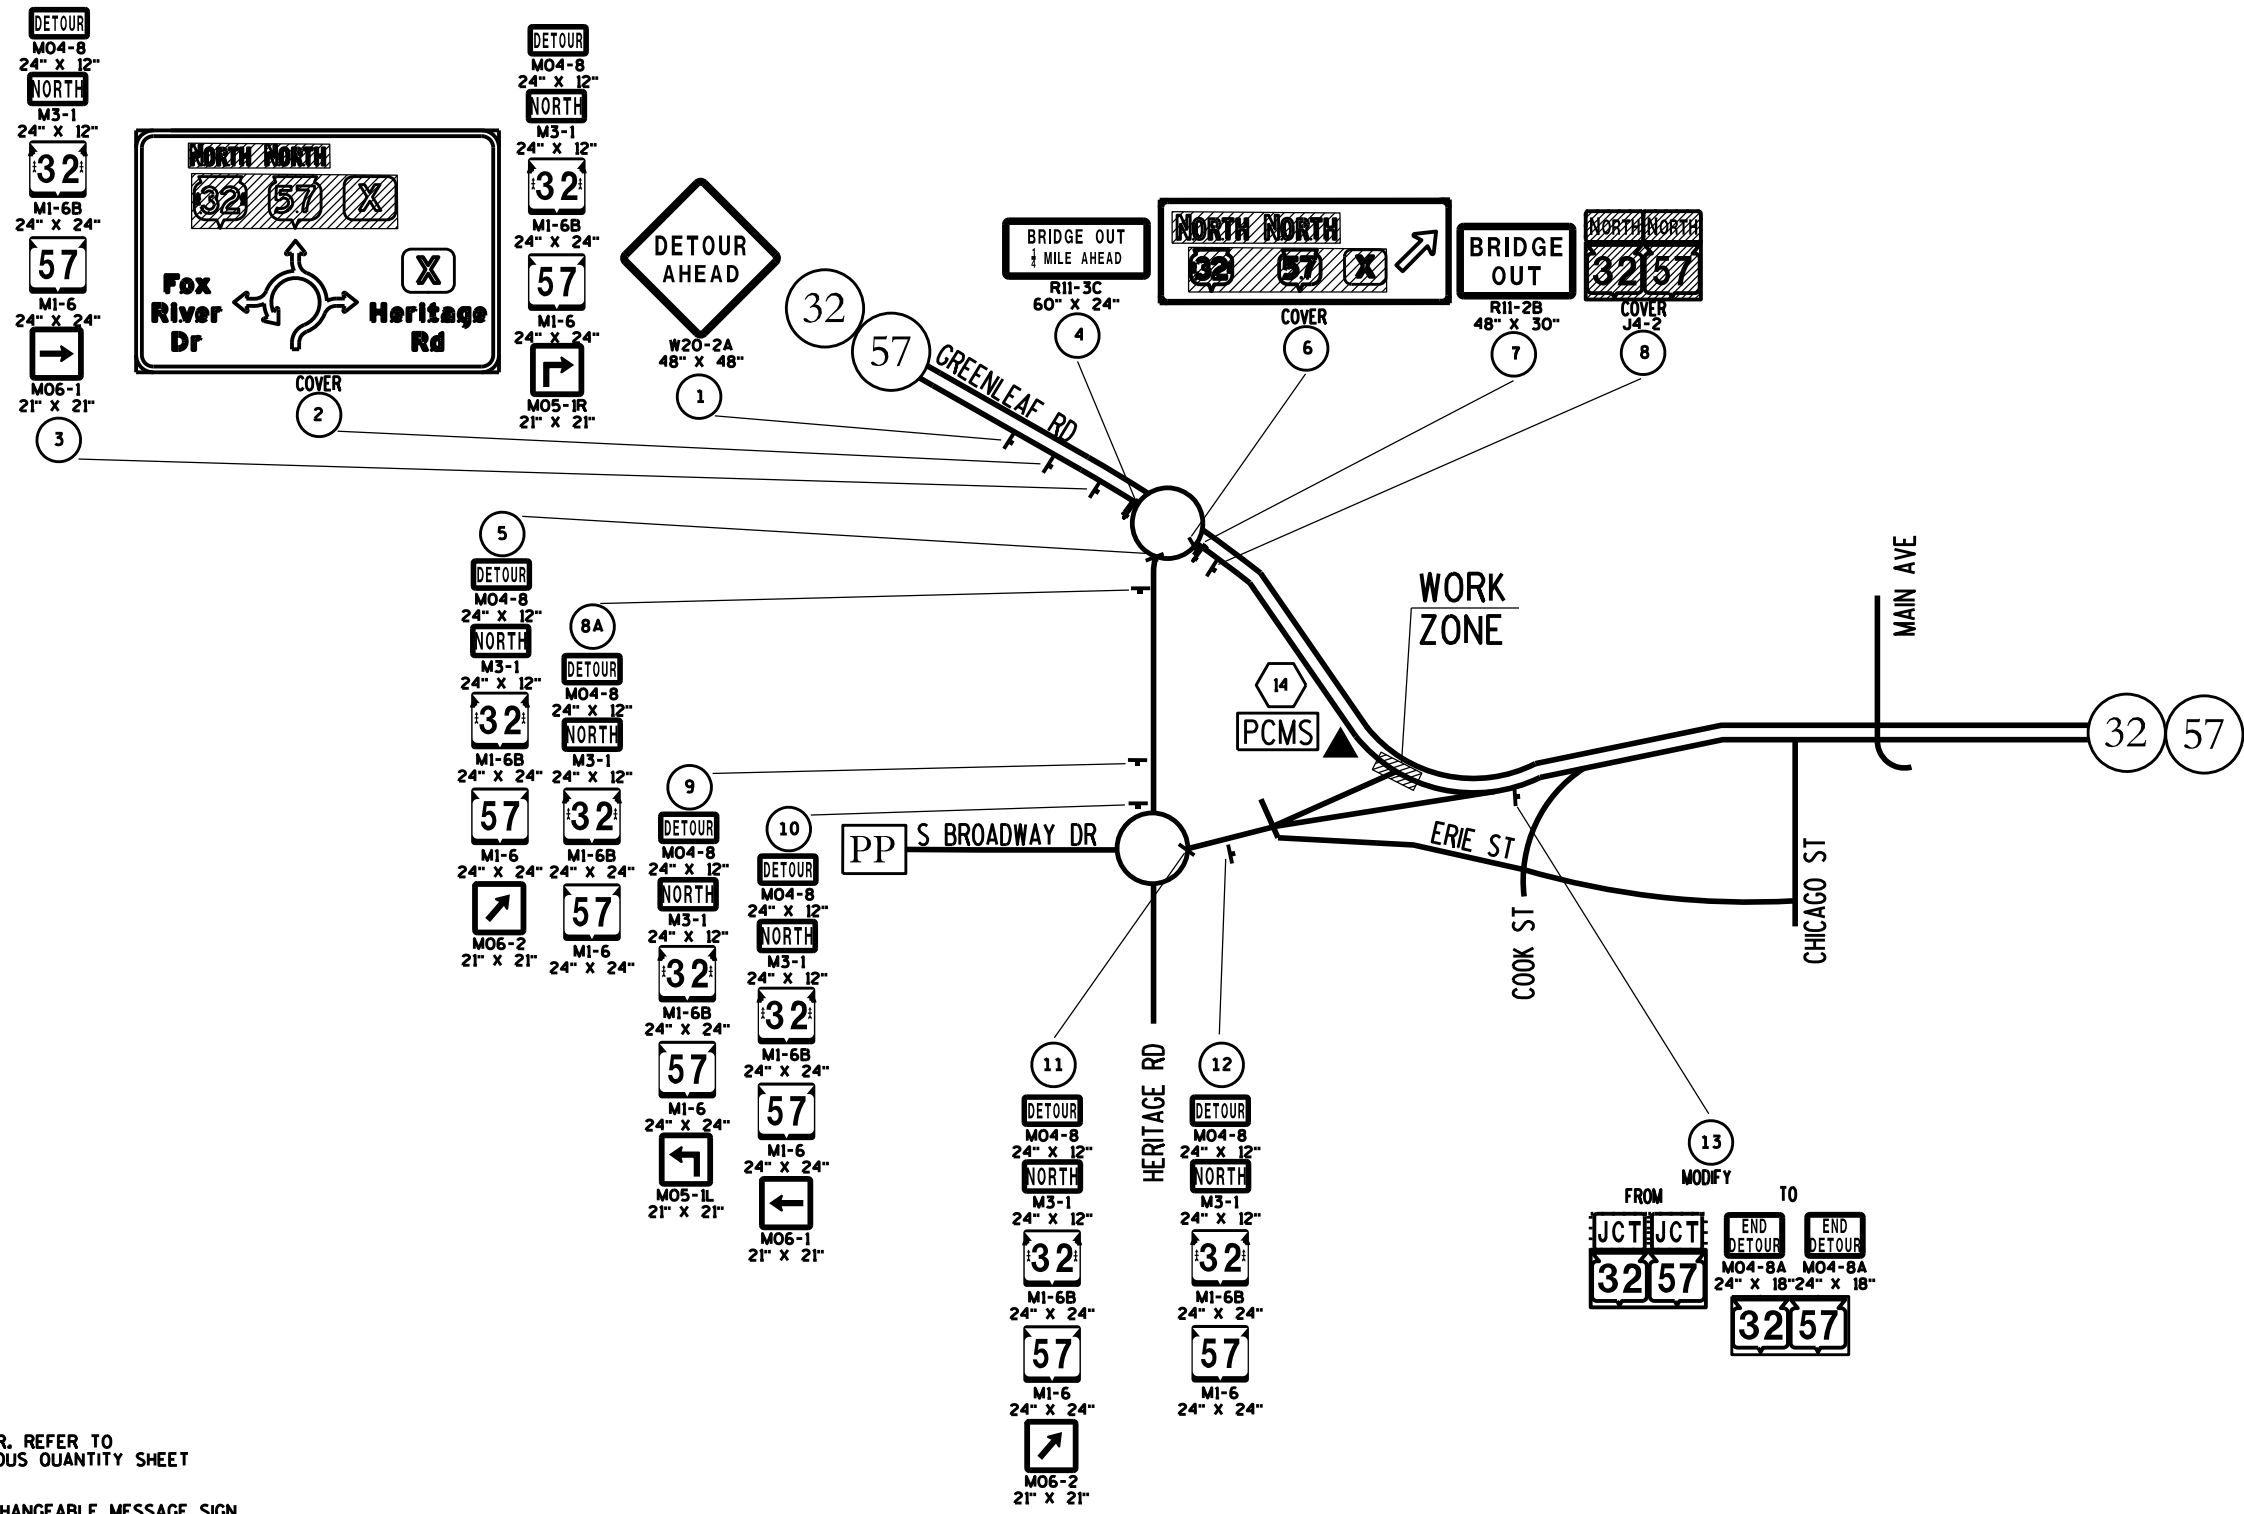 DETOUR
M04-8
24" X 12"
NORTH
M3-1
24" X 12"
32
M1-6B
24" X 24"
57
M1-6
24" X 24"
M06-1
21" X 21"
3
NORTH NORTH
32 57 X
Fox
River
Dr
X
Heritage
Rd
COVER
2
DETOUR
M04-8
24" X 12"
NORTH
M3-1
24" X 12"
32
M1-6B
24" X 24"
57
M1-6
24" X 24"
M05-1R
21" X 21"
DETOUR
AHEAD
W20-2A
48" X 48"
1
32
57
GREENLEAF RD
BRIDGE OUT
1/4 MILE AHEAD
R11-3C
60" X 24"
4
NORTH NORTH
32 57 X
COVER
6
BRIDGE
OUT
R11-2B
48" X 30"
7
NORTH NORTH
32 57
COVER
J4-2
8
5
DETOUR
M04-8
24" X 12"
NORTH
M3-1
24" X 12"
32
M1-6B
24" X 24"
57
M1-6
24" X 24"
M06-2
21" X 21"
8A
DETOUR
M04-8
24" X 12"
NORTH
M3-1
24" X 12"
32
M1-6B
24" X 24"
57
M1-6
24" X 24"
9
DETOUR
M04-8
24" X 12"
NORTH
M3-1
24" X 12"
32
M1-6B
24" X 24"
57
M1-6
24" X 24"
M05-1L
21" X 21"
10
DETOUR
M04-8
24" X 12"
NORTH
M3-1
24" X 12"
32
M1-6B
24" X 24"
57
M1-6
24" X 24"
M06-1
21" X 21"
WORK
ZONE
14
PCMS
MAIN AVE
32 57
PP
S BROADWAY DR
ERIE ST
COOK ST
CHICAGO ST
HERITAGE RD
11
DETOUR
M04-8
24" X 12"
NORTH
M3-1
24" X 12"
32
M1-6B
24" X 24"
57
M1-6
24" X 24"
M06-2
21" X 21"
12
DETOUR
M04-8
24" X 12"
NORTH
M3-1
24" X 12"
32
M1-6B
24" X 24"
57
M1-6
24" X 24"
13
MODIFY
FROM TO
JCT JCT
32 57
END
DETOUR
M04-8A
24" X 18"
END
DETOUR
M04-8A
24" X 18"
32 57
R. REFER TO
OUS QUANTITY SHEET
HANGEABLE MESSAGE SIGN